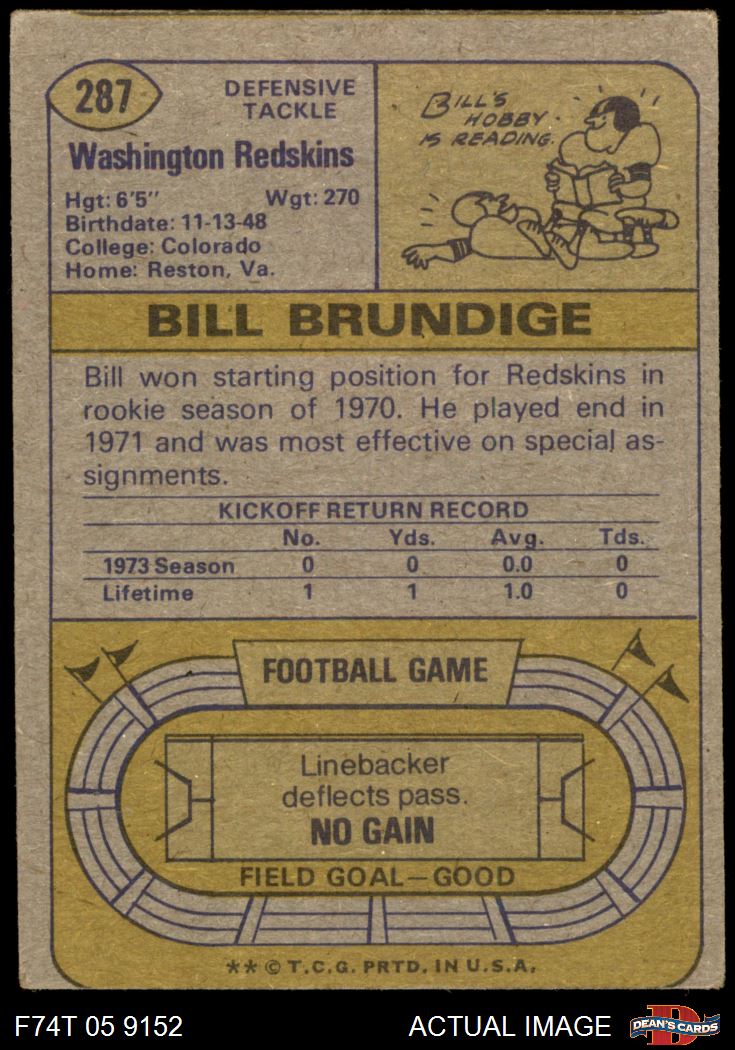 287
DEFENSIVE
TACKLE
Washington Redskins
Hgt: 6'5" Wgt: 270
Birthdate: 11-13-48
College: Colorado
Home: Reston, Va.
BILL'S
HOBBY
IS READING.
BILL BRUNDIGE
Bill won starting position for Redskins in
rookie season of 1970. He played end in
1971 and was most effective on special as-
signments.
KICKOFF RETURN RECORD
No. Yds. Avg. Tds.
1973 Season 0 0 0.0 0
Lifetime 1 1 1.0 0
FOOTBALL GAME
Linebacker
deflects pass.
NO GAIN
FIELD GOAL—GOOD
** © T.C.G. PRTD. IN U.S.A.
F74T 05 9152 ACTUAL IMAGE
D
DEAN'S CARDS